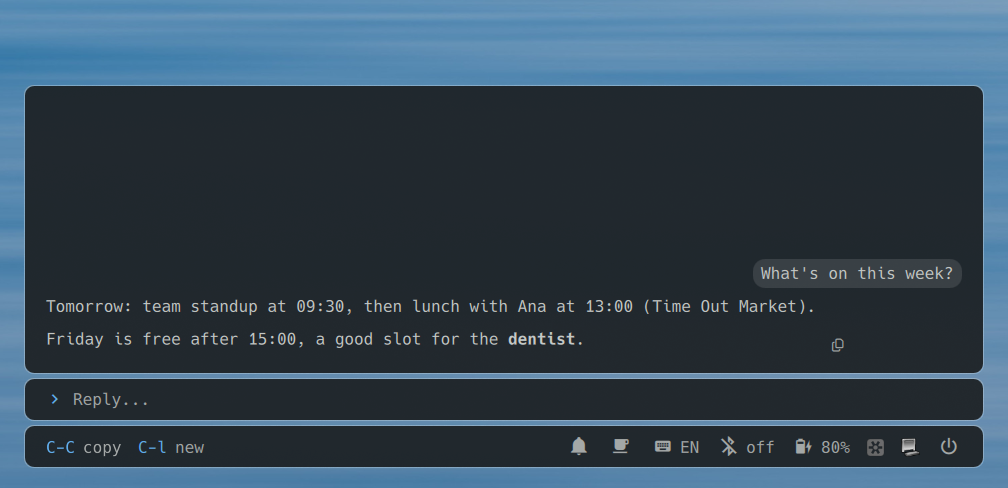 What's on this week?
Tomorrow: team standup at 09:30, then lunch with Ana at 13:00 (Time Out Market).
Friday is free after 15:00, a good slot for the dentist.
Reply...
C-C copy C-l new EN off 80%